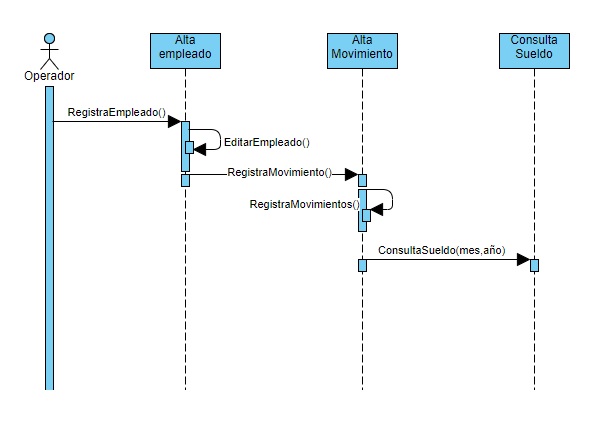 Operador
Alta
empleado
Alta
Movimiento
Consulta
Sueldo
RegistraEmpleado()
EditarEmpleado()
RegistraMovimiento()
RegistraMovimientos()
ConsultaSueldo(mes,año)